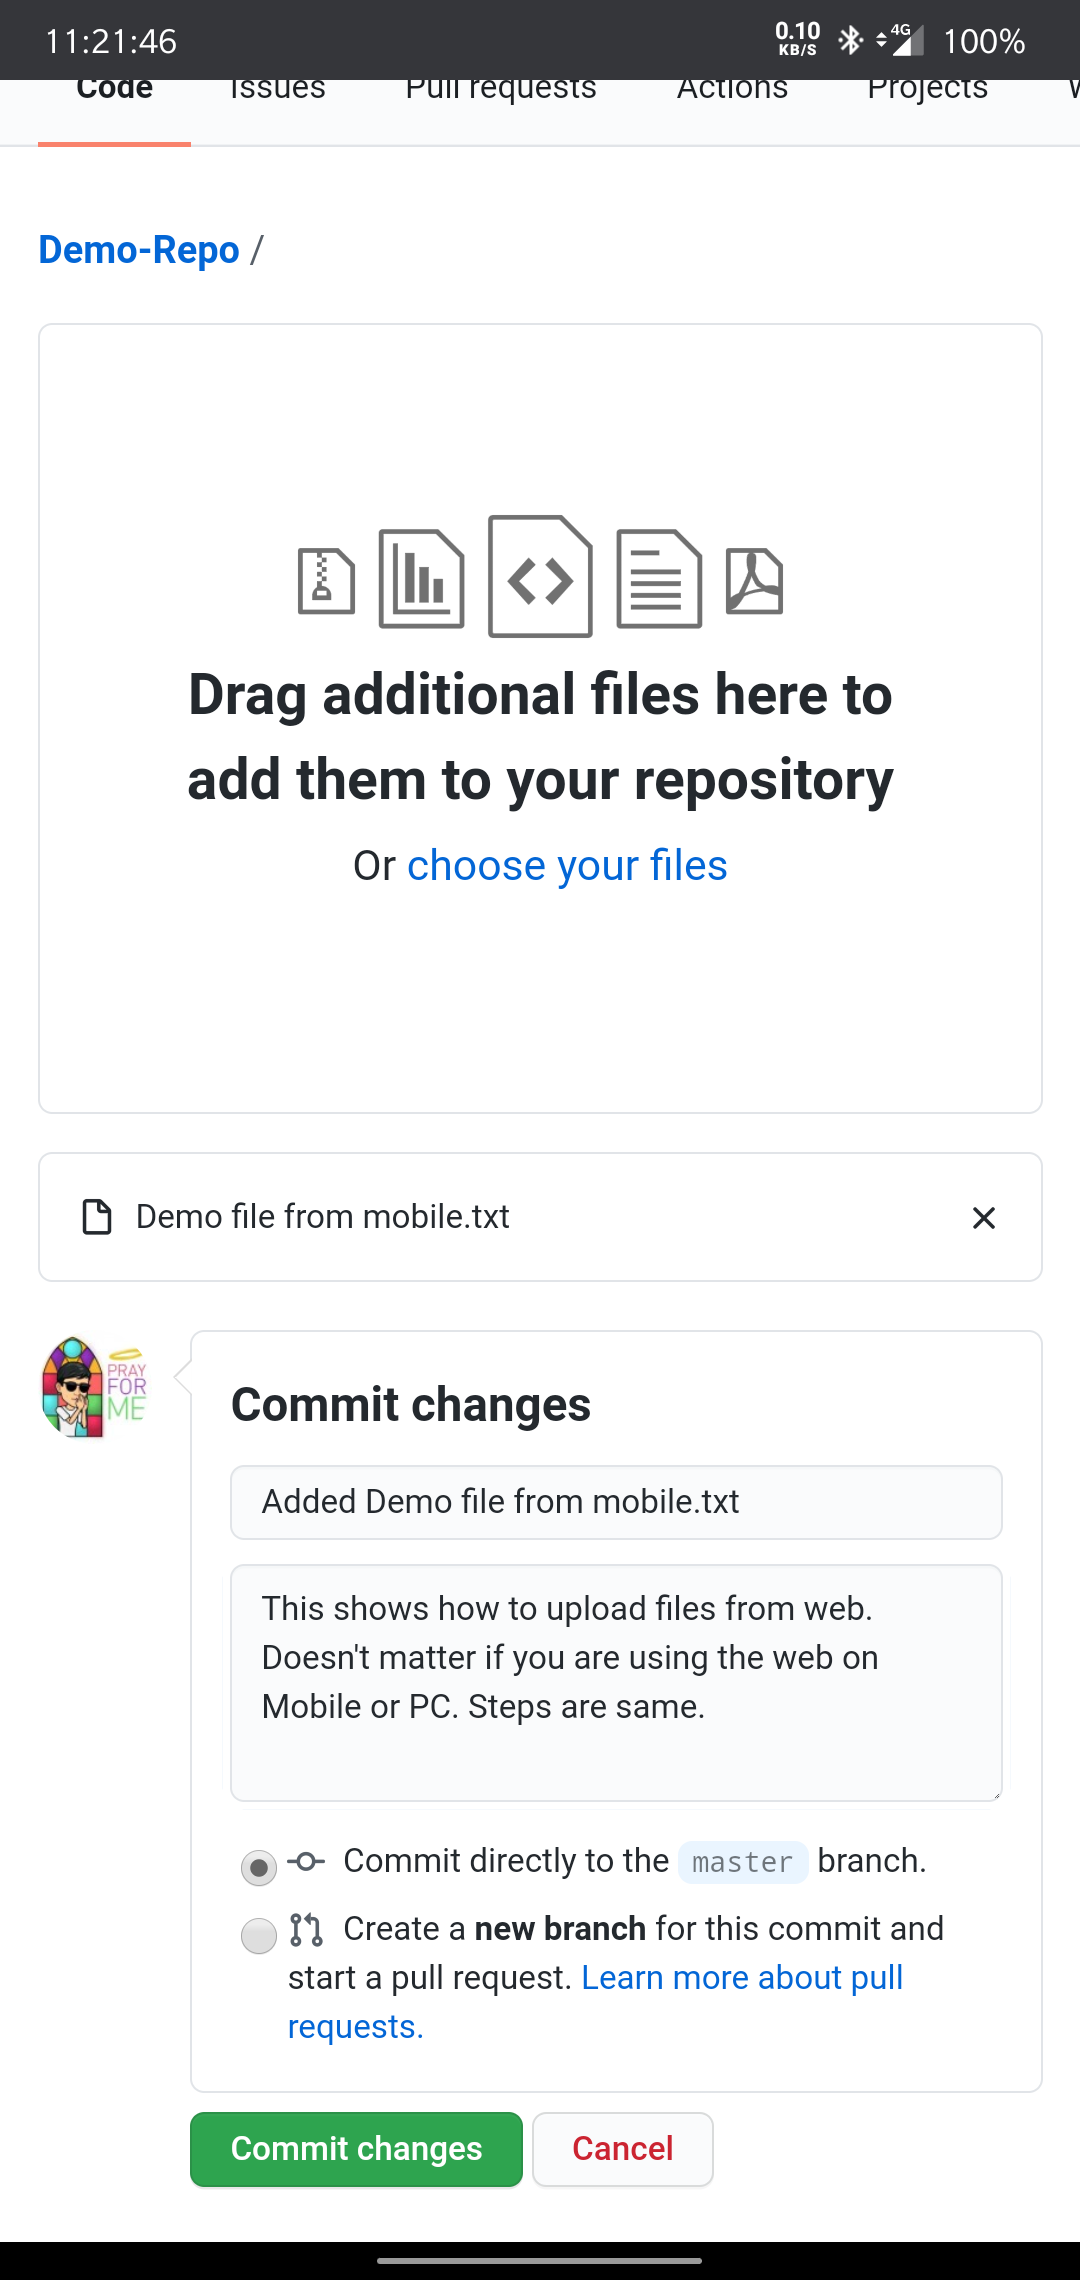 11:21:46
0.10
KB/S
4G
100%
Code Issues Pull requests Actions Projects
Demo-Repo /
Drag additional files here to
add them to your repository
Or choose your files
Demo file from mobile.txt
PRAY
FOR
ME
Commit changes
Added Demo file from mobile.txt
This shows how to upload files from web.
Doesn't matter if you are using the web on
Mobile or PC. Steps are same.
Commit directly to the master branch.
Create a new branch for this commit and
start a pull request. Learn more about pull
requests.
Commit changes Cancel